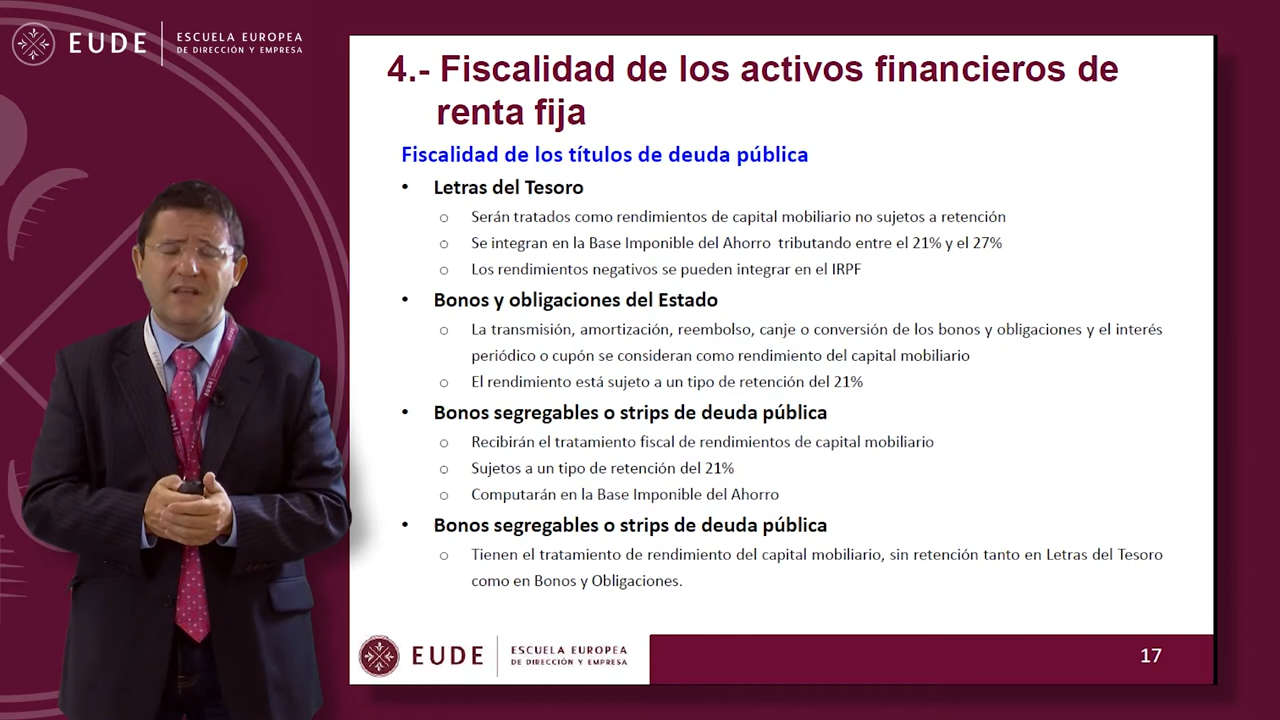 EUDE
ESCUELA EUROPEA
DE DIRECCIÓN Y EMPRESA
4.- Fiscalidad de los activos financieros de
renta fija
Fiscalidad de los títulos de deuda pública
• Letras del Tesoro
o Serán tratados como rendimientos de capital mobiliario no sujetos a retención
o Se integran en la Base Imponible del Ahorro tributando entre el 21% y el 27%
o Los rendimientos negativos se pueden integrar en el IRPF
• Bonos y obligaciones del Estado
o La transmisión, amortización, reembolso, canje o conversión de los bonos y obligaciones y el interés
periódico o cupón se consideran como rendimiento del capital mobiliario
o El rendimiento está sujeto a un tipo de retención del 21%
• Bonos segregables o strips de deuda pública
o Recibirán el tratamiento fiscal de rendimientos de capital mobiliario
o Sujetos a un tipo de retención del 21%
o Computarán en la Base Imponible del Ahorro
• Bonos segregables o strips de deuda pública
o Tienen el tratamiento de rendimiento del capital mobiliario, sin retención tanto en Letras del Tesoro
como en Bonos y Obligaciones.
EUDE
ESCUELA EUROPEA
DE DIRECCIÓN Y EMPRESA
17